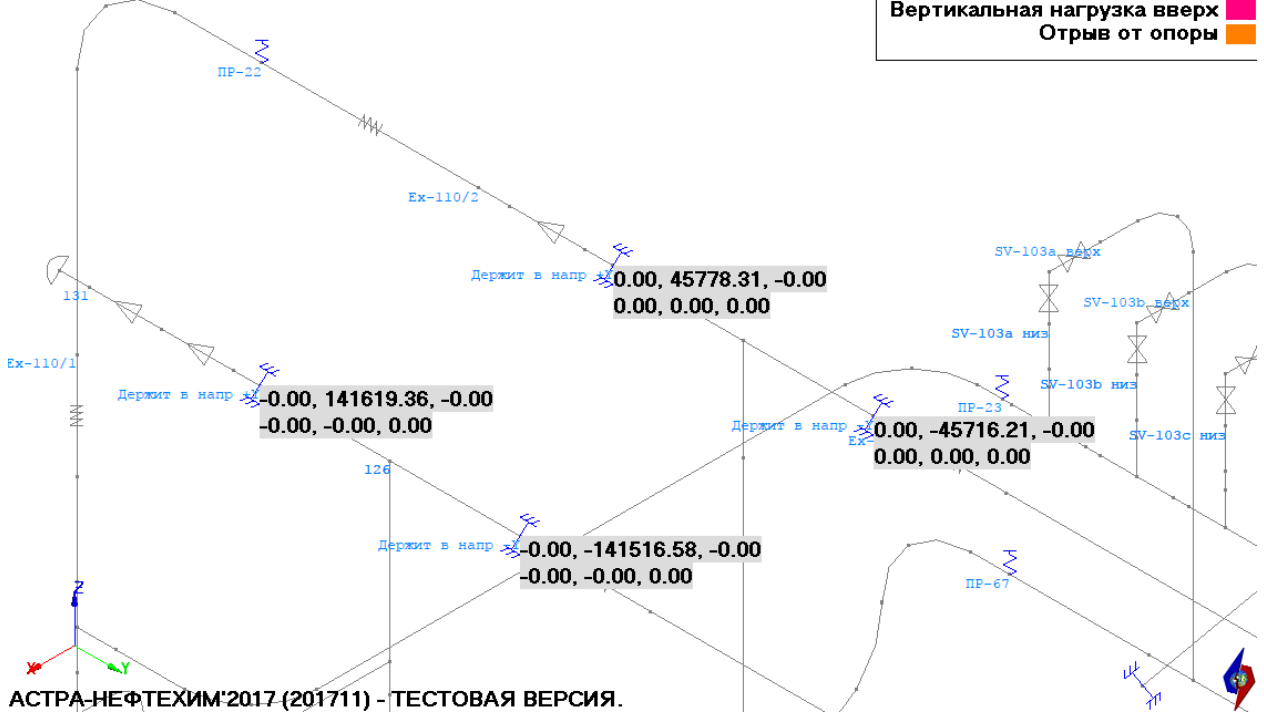 Вертикальная нагрузка вверх
Отрыв от опоры
ПР-22
Ex-110/2
Держит в напр +Y
0.00, 45778.31, -0.00
0.00, 0.00, 0.00
SV-103a верх
SV-103b верх
SV-103a низ
131
Ex-110/1
SV-103b низ
Держит в напр
-0.00, 141619.36, -0.00
-0.00, -0.00, 0.00
ПР-23
Держит в напр
0.00, -45716.21, -0.00
0.00, 0.00, 0.00
Ex-
SV-103c низ
126
Держит в напр
-0.00, -141516.58, -0.00
-0.00, -0.00, 0.00
ПР-67
Z
X
Y
АСТРА-НЕФТЕХИМ'2017 (201711) - ТЕСТОВАЯ ВЕРСИЯ.